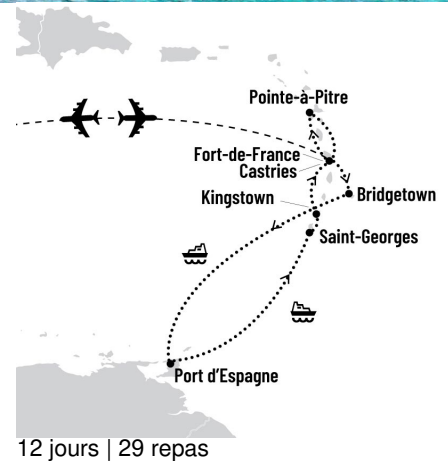 Pointe-à-Pitre
Fort-de-France
Castries
Kingstown
Bridgetown
Saint-Georges
Port d'Espagne
12 jours | 29 repas